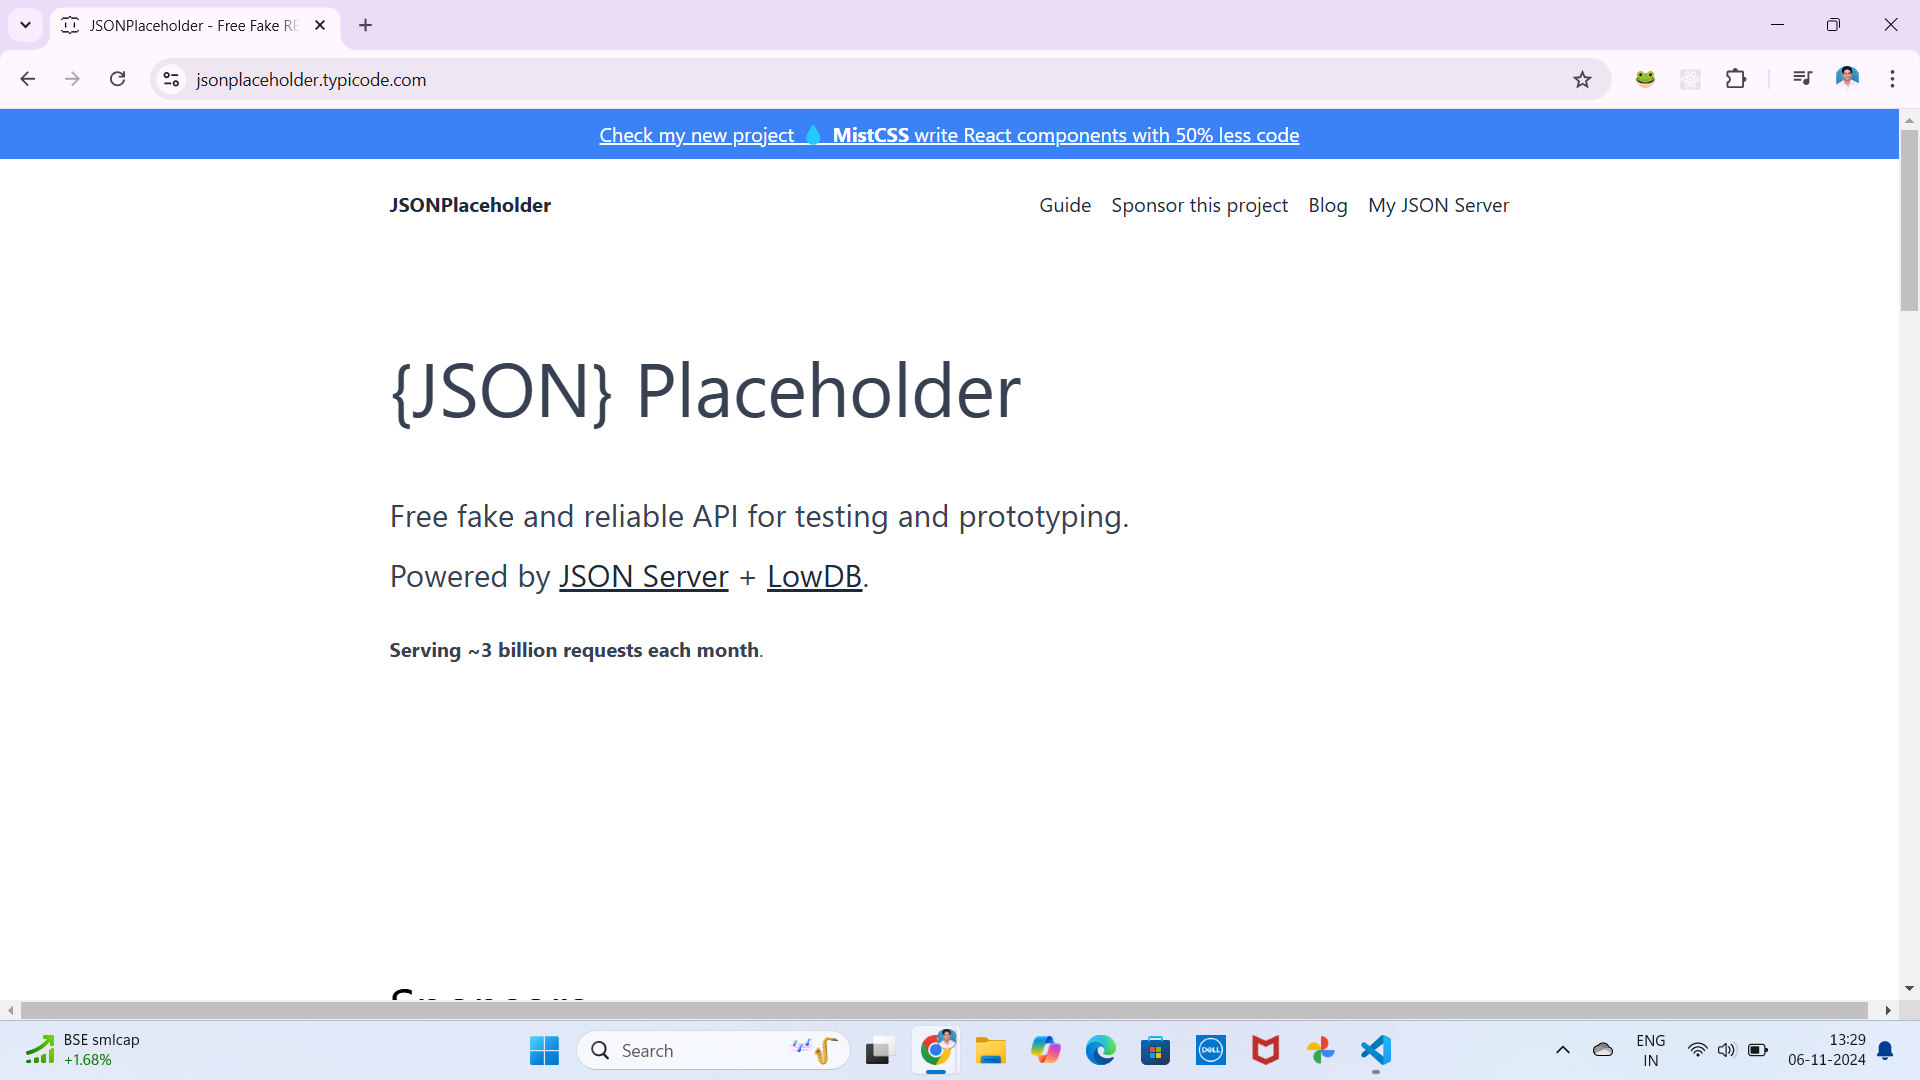 JSONPlaceholder - Free Fake RE
jsonplaceholder.typicode.com
Check my new project 💧 MistCSS write React components with 50% less code
JSONPlaceholder
Guide Sponsor this project Blog My JSON Server
{JSON} Placeholder
Free fake and reliable API for testing and prototyping.
Powered by JSON Server + LowDB.
Serving ~3 billion requests each month.
Sponsors
BSE smlcap
+1.68%
Search
DELL
ENG
IN
13:29
06-11-2024